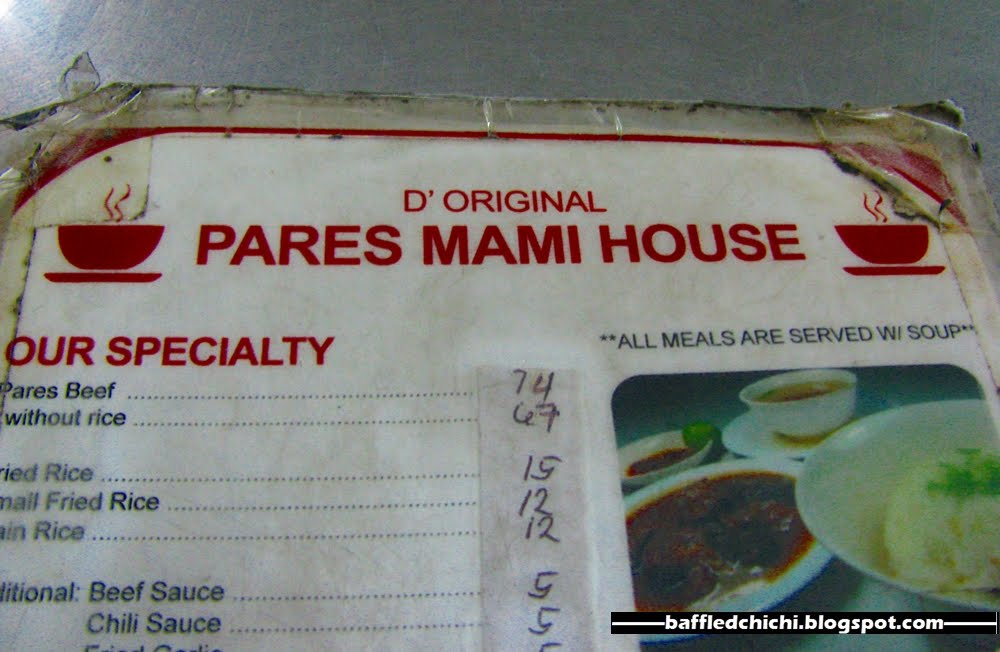 D' ORIGINAL
PARES MAMI HOUSE
OUR SPECIALTY
**ALL MEALS ARE SERVED W/ SOUP**
Pares Beef ........ 74
without rice ........ 67
ried Rice ........ 15
mall Fried Rice ........ 12
ain Rice ........ 12
ditional: Beef Sauce ........ 5
Chili Sauce ........ 5
baffledchichi.blogspot.com